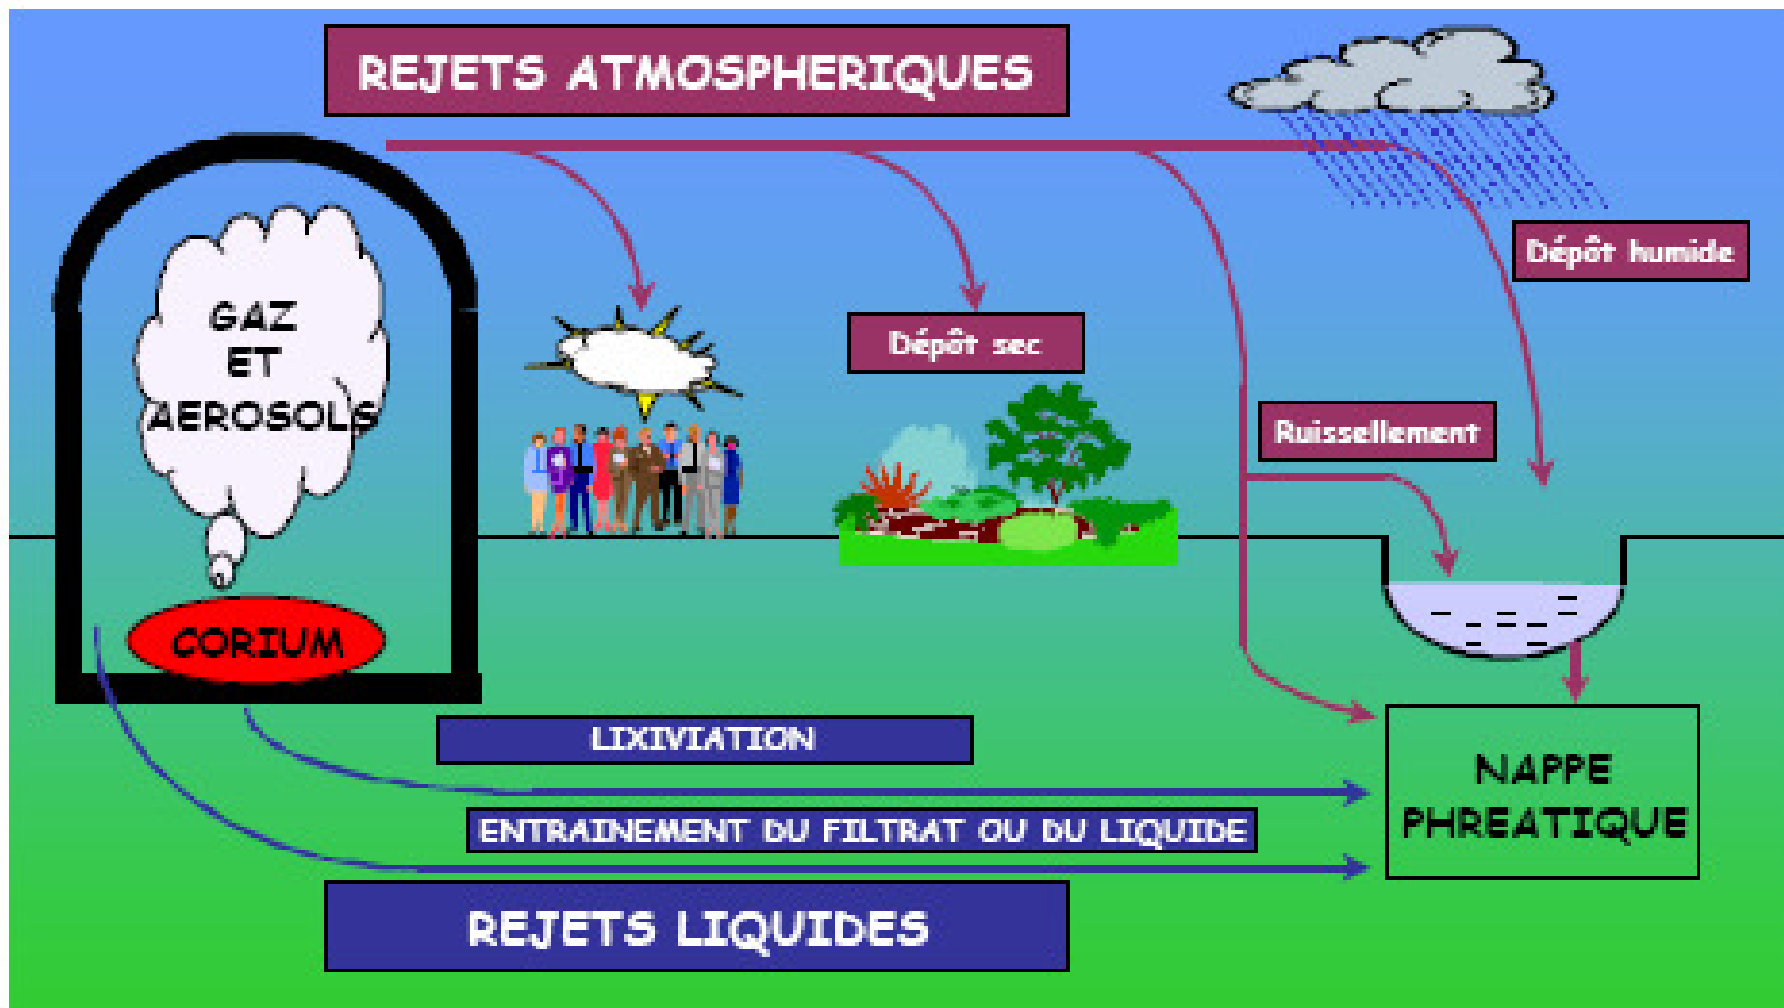 REJETS ATMOSPHERIQUES
Dépôt humide
GAZ
ET
AEROSOLS
Dépôt sec
Ruissellement
CORIUM
LIXIVIATION
NAPPE
PHREATIQUE
ENTRAINEMENT DU FILTRAT OU DU LIQUIDE
REJETS LIQUIDES